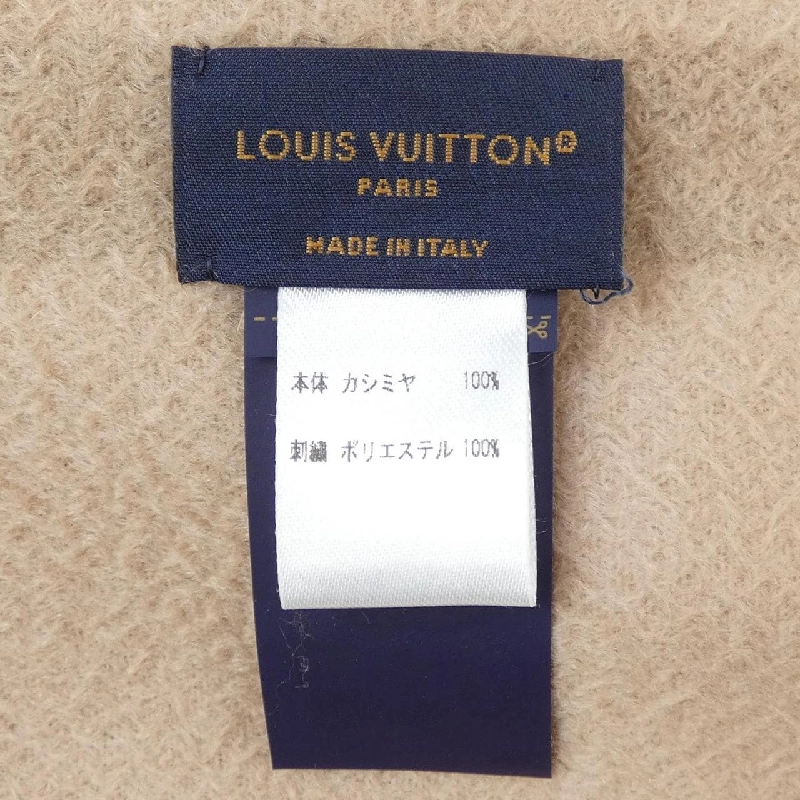 LOUIS VUITTON®
PARIS
MADE IN ITALY
本体 カシミヤ 100%
刺繍 ポリエステル 100%